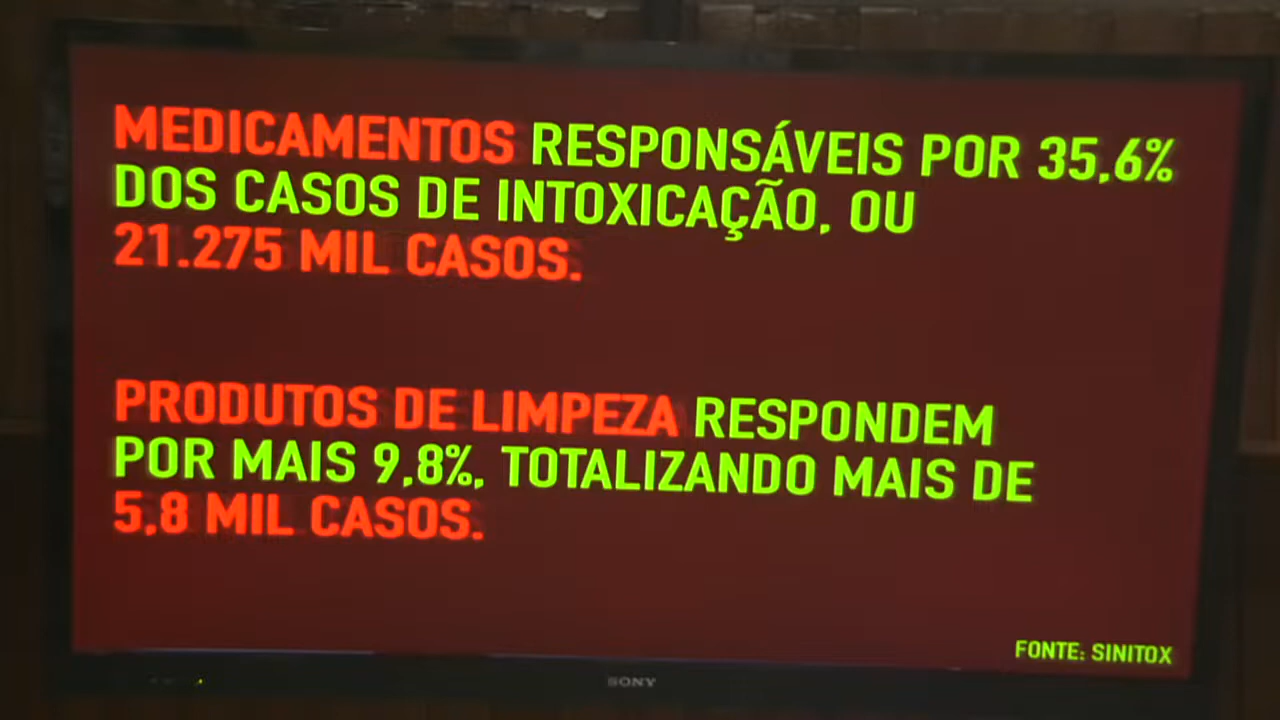 MEDICAMENTOS RESPONSÁVEIS POR 35,6%
DOS CASOS DE INTOXICAÇÃO, OU
21.275 MIL CASOS.
PRODUTOS DE LIMPEZA RESPONDEM
POR MAIS 9,8%, TOTALIZANDO MAIS DE
5,8 MIL CASOS.
FONTE: SINITOX
SONY